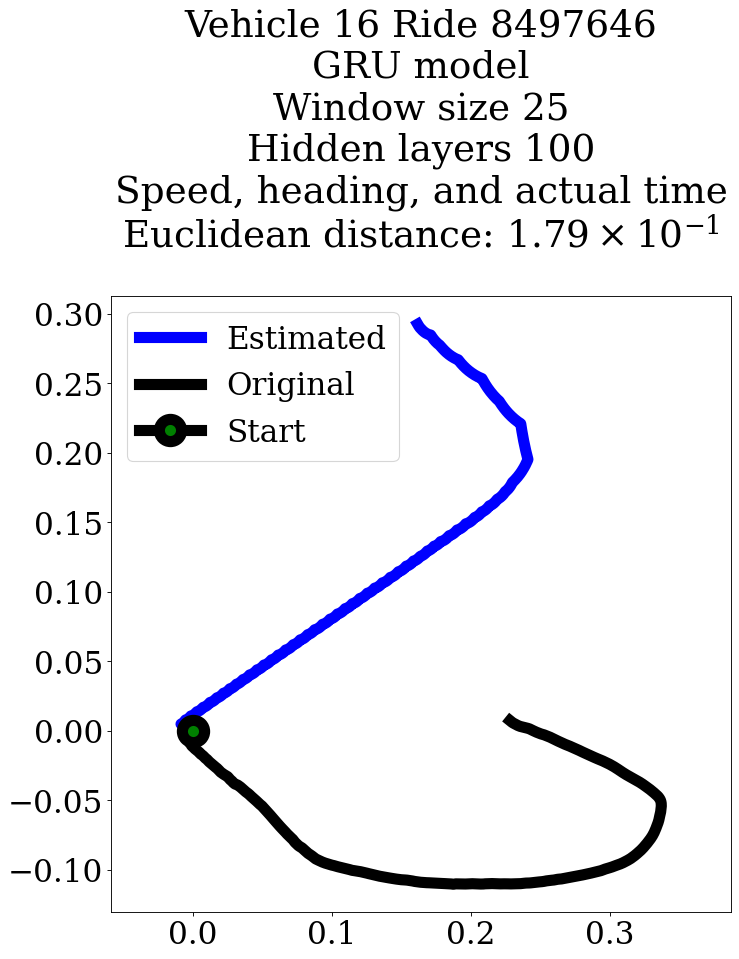 Vehicle 16 Ride 8497646
GRU model
Window size 25
Hidden layers 100
Speed, heading, and actual time
Euclidean distance: 1.79 × 10⁻¹
0.30
0.25
0.20
0.15
0.10
0.05
0.00
−0.05
−0.10
Estimated
Original
Start
0.0 0.1 0.2 0.3